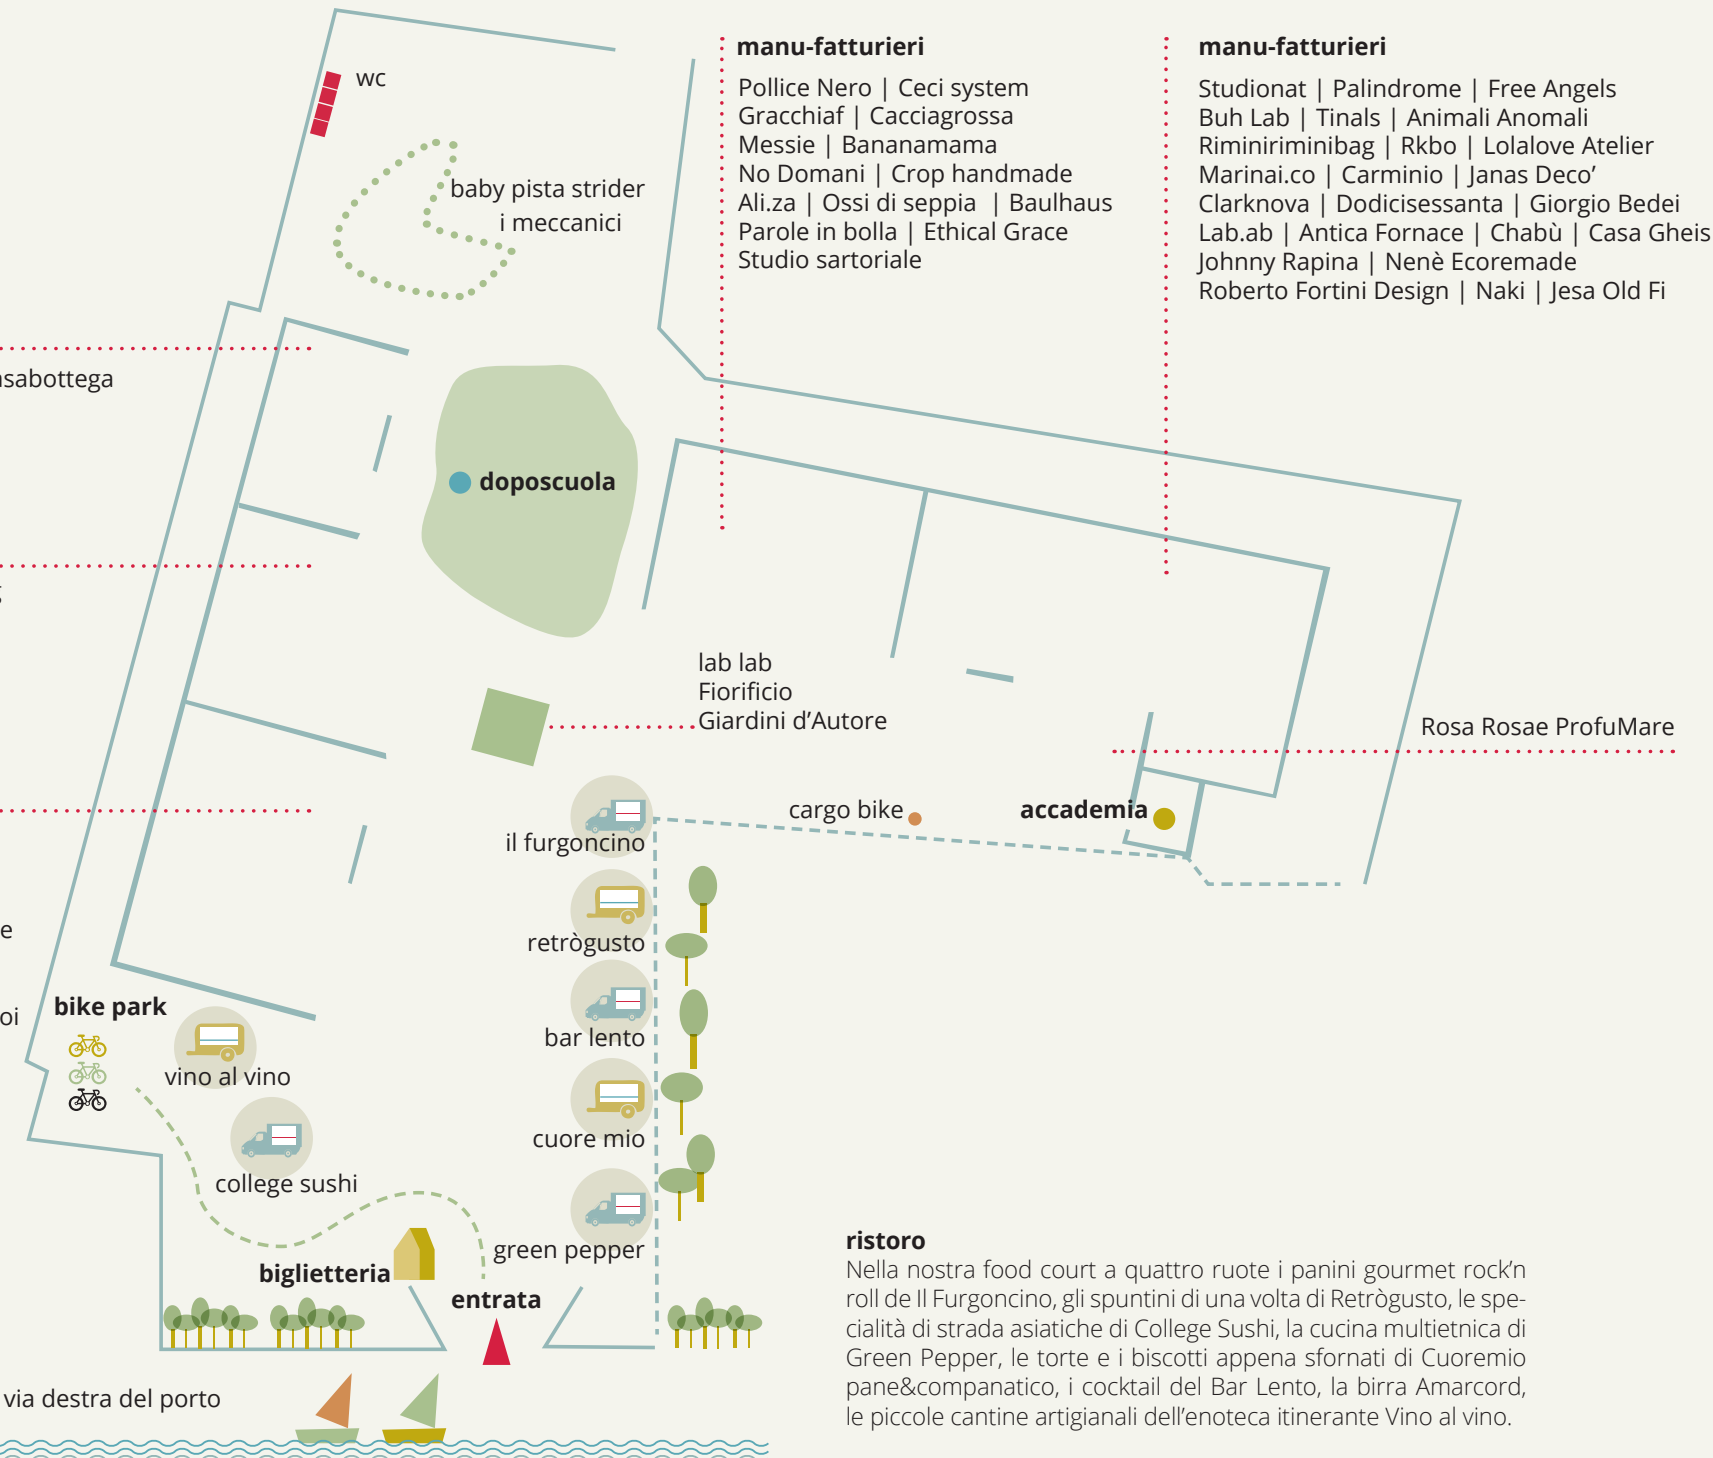 wc
baby pista strider
i meccanici
manu-fatturieri
Pollice Nero | Ceci system
Gracchiaf | Cacciagrossa
Messie | Bananamama
No Domani | Crop handmade
Ali.za | Ossi di seppia | Baulhaus
Parole in bolla | Ethical Grace
Studio sartoriale
manu-fatturieri
Studionat | Palindrome | Free Angels
Buh Lab | Tinals | Animali Anomali
Riminiriminibag | Rkbo | Lolalove Atelier
Marinai.co | Carminio | Janas Deco’
Clarknova | Dodicisessanta | Giorgio Bedei
Lab.ab | Antica Fornace | Chabù | Casa Gheis
Johnny Rapina | Nenè Ecoremade
Roberto Fortini Design | Naki | Jesa Old Fi
sabottega
doposcuola
lab lab
Fiorificio
Giardini d’Autore
Rosa Rosae ProfuMare
cargo bike
accademia
il furgoncino
retrògusto
e
oi
bike park
bar lento
vino al vino
cuore mio
college sushi
green pepper
biglietteria
entrata
via destra del porto
ristoro
Nella nostra food court a quattro ruote i panini gourmet rock’n
roll de Il Furgoncino, gli spuntini di una volta di Retrògusto, le spe-
cialità di strada asiatiche di College Sushi, la cucina multietnica di
Green Pepper, le torte e i biscotti appena sfornati di Cuoremio
pane&companatico, i cocktail del Bar Lento, la birra Amarcord,
le piccole cantine artigianali dell’enoteca itinerante Vino al vino.